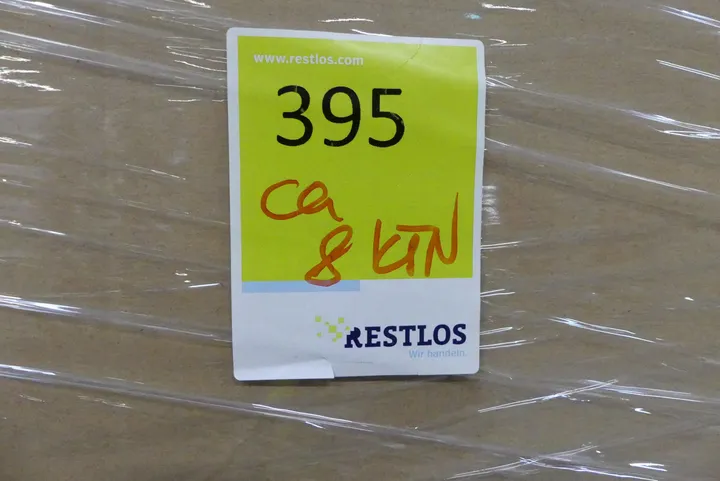 www.restlos.com
395
ca
8 KTN
RESTLOS
Wir handeln.